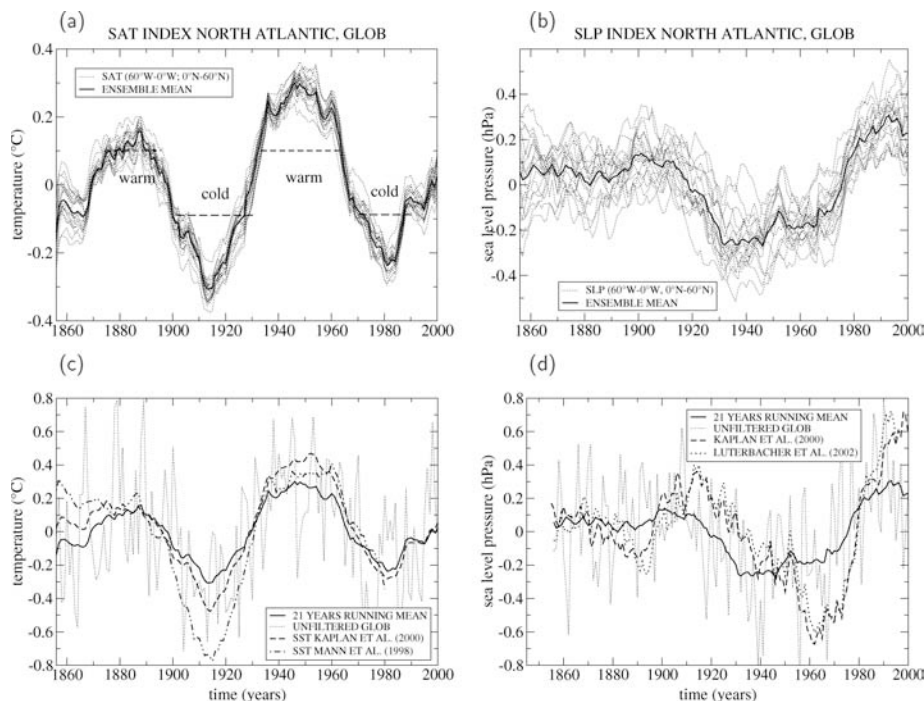 (a)
SAT INDEX NORTH ATLANTIC, GLOB
0.4
0.2
0
-0.2
-0.4
temperature (°C)
SAT (60°W-0°W; 0°N-60°N)
ENSEMBLE MEAN
warm
cold
warm
cold
1860 1880 1900 1920 1940 1960 1980 2000
(b)
SLP INDEX NORTH ATLANTIC, GLOB
0.4
0.2
0
-0.2
-0.4
sea level pressure (hPa)
SLP (60°W-0°W, 0°N-60°N)
ENSEMBLE MEAN
1860 1880 1900 1920 1940 1960 1980 2000
(c)
0.8
0.6
0.4
0.2
0
-0.2
-0.4
-0.6
-0.8
temperature (°C)
21 YEARS RUNNING MEAN
UNFILTERED GLOB
SST KAPLAN ET AL. (2000)
SST MANN ET AL. (1998)
1860 1880 1900 1920 1940 1960 1980 2000
time (years)
(d)
0.8
0.6
0.4
0.2
0
-0.2
-0.4
-0.6
-0.8
sea level pressure (hPa)
21 YEARS RUNNING MEAN
UNFILTERED GLOB
KAPLAN ET AL. (2000)
LUTERBACHER ET AL. (2002)
1860 1880 1900 1920 1940 1960 1980 2000
time (years)